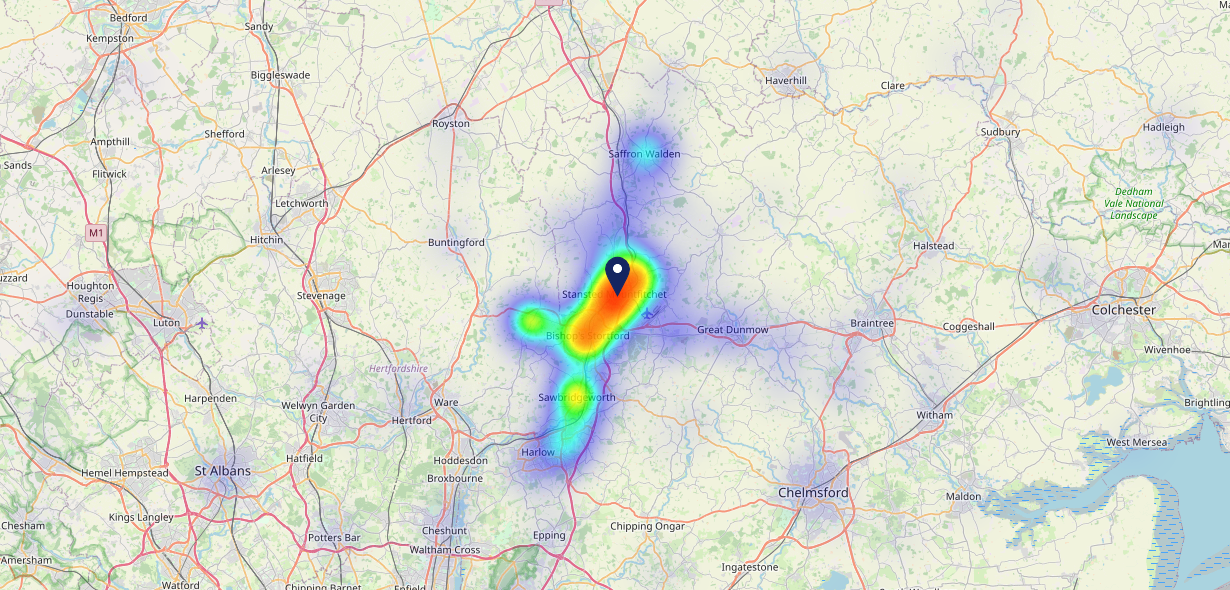 Bedford
Sandy
Kempston
Biggleswade
Haverhill
Clare
Royston
Shefford
Sudbury
Hadleigh
Ampthill
Saffron Walden
Sands
Flitwick
Arlesey
Dedham
Vale National
Landscape
Letchworth
M1
Hitchin
Buntingford
Halstead
Houghton
Regis
Stevenage
Dunstable
Luton
Colchester
Braintree
Coggeshall
Great Dunmow
Bishop's Stortford
Wivenhoe
Hertfordshire
Harpenden
Welwyn Garden
City
Ware
Sawbridgeworth
Hertford
Witham
West Mersea
Hatfield
Harlow
Hoddesdon
Broxbourne
Hemel Hempstead
St Albans
Chelmsford
Maldon
Kings Langley
Chesham
Cheshunt
Epping
Chipping Ongar
Potters Bar
Waltham Cross
Amersham
Ingatestone
Watford
Chipping Barnet
Enfield